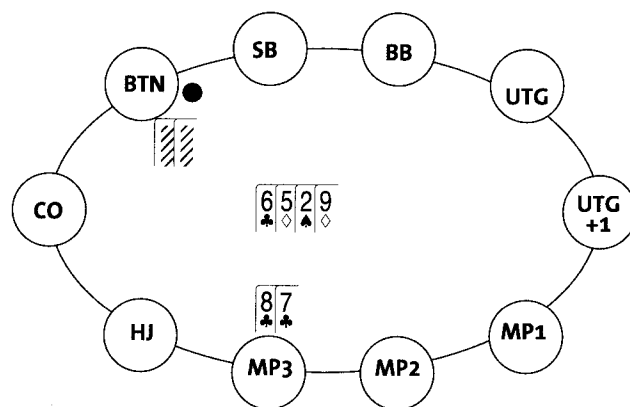 SB
BB
BTN
UTG
6♣ 5♢ 2♠ 9♢
CO
UTG
+1
8♣ 7♣
HJ
MP3
MP2
MP1